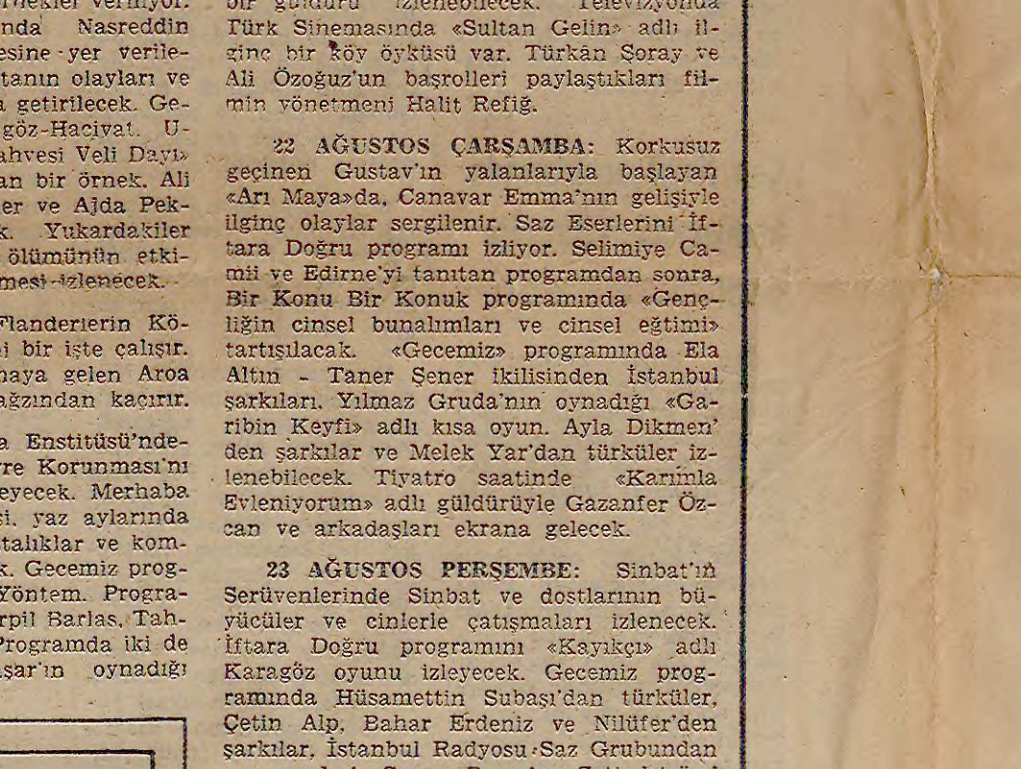 nda Nasreddin
esine yer verile-
tanın olayları ve
a getirilecek. Ge-
göz-Hacivat. U-
ahvesi Veli Dayı»
an bir örnek. Ali
ler ve Ajda Pek-
k. Yukardakiler
ölümünün etki-
mesi izlenecek.
Flanderlerin Kö-
i bir işte çalışır.
maya gelen Aroa
ağzından kaçırır.
a Enstitüsü'nde-
re Korunması'nı
eyecek. Merhaba
si, yaz aylarında
talıklar ve kom-
k. Gecemiz prog-
Yöntem. Progra-
rpil Barlas, Tah-
Programda iki de
şar'ın oynadığı
bir güldürü izlenebilecek. Televizyonda
Türk Sinemasında «Sultan Gelin» adlı il-
ginç bir köy öyküsü var. Türkân Şoray ve
Ali Özoğuz'un başrolleri paylaştıkları fil-
min yönetmeni Halit Refiğ.
22 AĞUSTOS ÇARŞAMBA: Korkusuz
geçinen Gustav'ın yalanlarıyla başlayan
«Arı Maya»da, Canavar Emma'nın gelişiyle
ilginç olaylar sergilenir. Saz Eserlerini İf-
tara Doğru programı izliyor. Selimiye Ca-
mii ve Edirne'yi tanıtan programdan sonra,
Bir Konu Bir Konuk programında «Genç-
liğin cinsel bunalımları ve cinsel eğtimi»
tartışılacak. «Gecemiz» programında Ela
Altın - Taner Şener ikilisinden İstanbul
şarkıları, Yılmaz Gruda'nın oynadığı «Ga-
ribin Keyfi» adlı kısa oyun. Ayla Dikmen'
den şarkılar ve Melek Yar'dan türküler iz-
lenebilecek. Tiyatro saatinde «Karımla
Evleniyorum» adlı güldürüyle Gazanfer Öz-
can ve arkadaşları ekrana gelecek.
23 AĞUSTOS PERŞEMBE: Sinbat'ın
Serüvenlerinde Sinbat ve dostlarının bü-
yücüler ve cinlerle çatışmaları izlenecek.
İftara Doğru programını «Kayıkçı» adlı
Karagöz oyunu izleyecek. Gecemiz prog-
ramında Hüsamettin Subaşı'dan türküler,
Çetin Alp, Bahar Erdeniz ve Nilüfer'den
şarkılar, İstanbul Radyosu Saz Grubundan